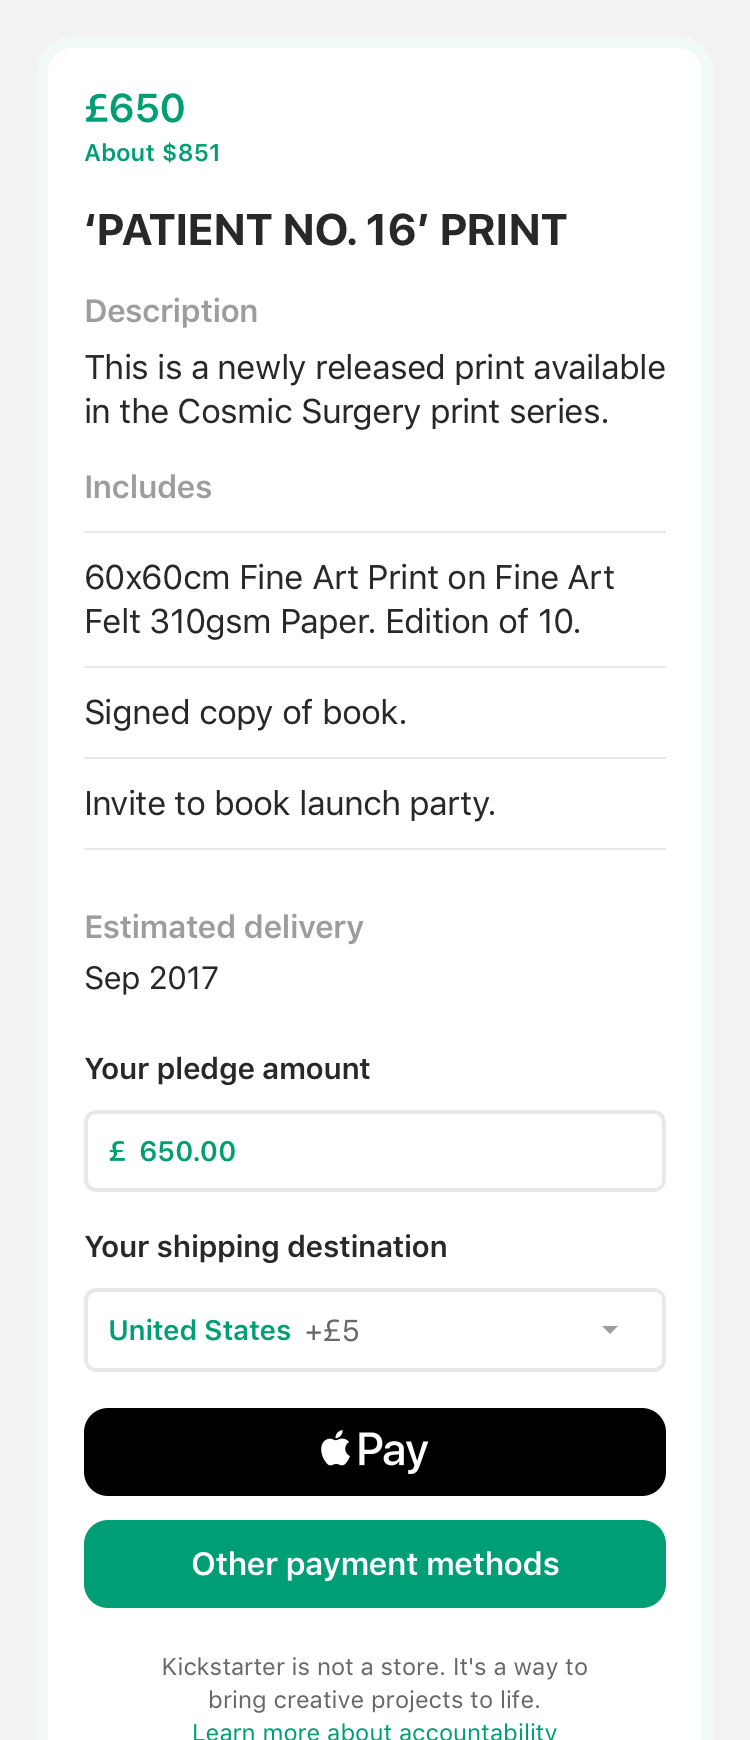 £650
About $851
‘PATIENT NO. 16’ PRINT
Description
This is a newly released print available
in the Cosmic Surgery print series.
Includes
60x60cm Fine Art Print on Fine Art
Felt 310gsm Paper. Edition of 10.
Signed copy of book.
Invite to book launch party.
Estimated delivery
Sep 2017
Your pledge amount
£ 650.00
Your shipping destination
United States +£5
Pay
Other payment methods
Kickstarter is not a store. It's a way to
bring creative projects to life.
Learn more about accountability